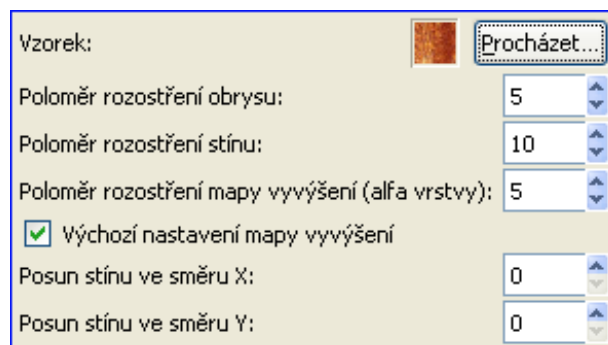 Vzorek: Procházet...
Poloměr rozostření obrysu: 5
Poloměr rozostření stínu: 10
Poloměr rozostření mapy vyvýšení (alfa vrstvy): 5
Výchozí nastavení mapy vyvýšení
Posun stínu ve směru X: 0
Posun stínu ve směru Y: 0